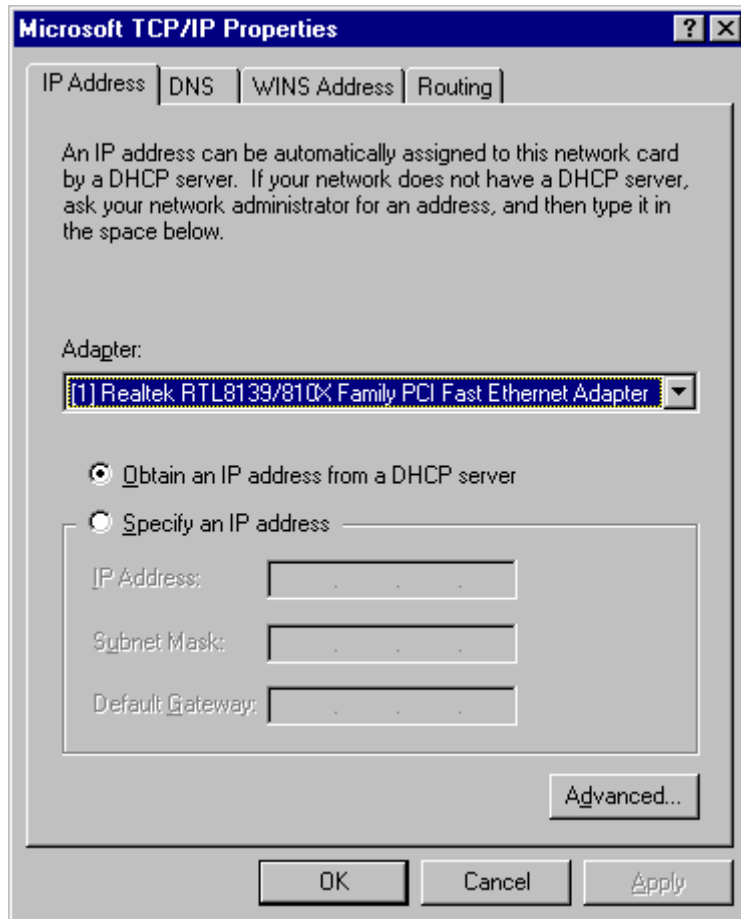 Microsoft TCP/IP Properties
IP Address DNS WINS Address Routing
An IP address can be automatically assigned to this network card
by a DHCP server. If your network does not have a DHCP server,
ask your network administrator for an address, and then type it in
the space below.
Adapter:
[1] Realtek RTL8139/810X Family PCI Fast Ethernet Adapter
Obtain an IP address from a DHCP server
Specify an IP address
IP Address:
Subnet Mask:
Default Gateway:
Advanced...
OK Cancel Apply